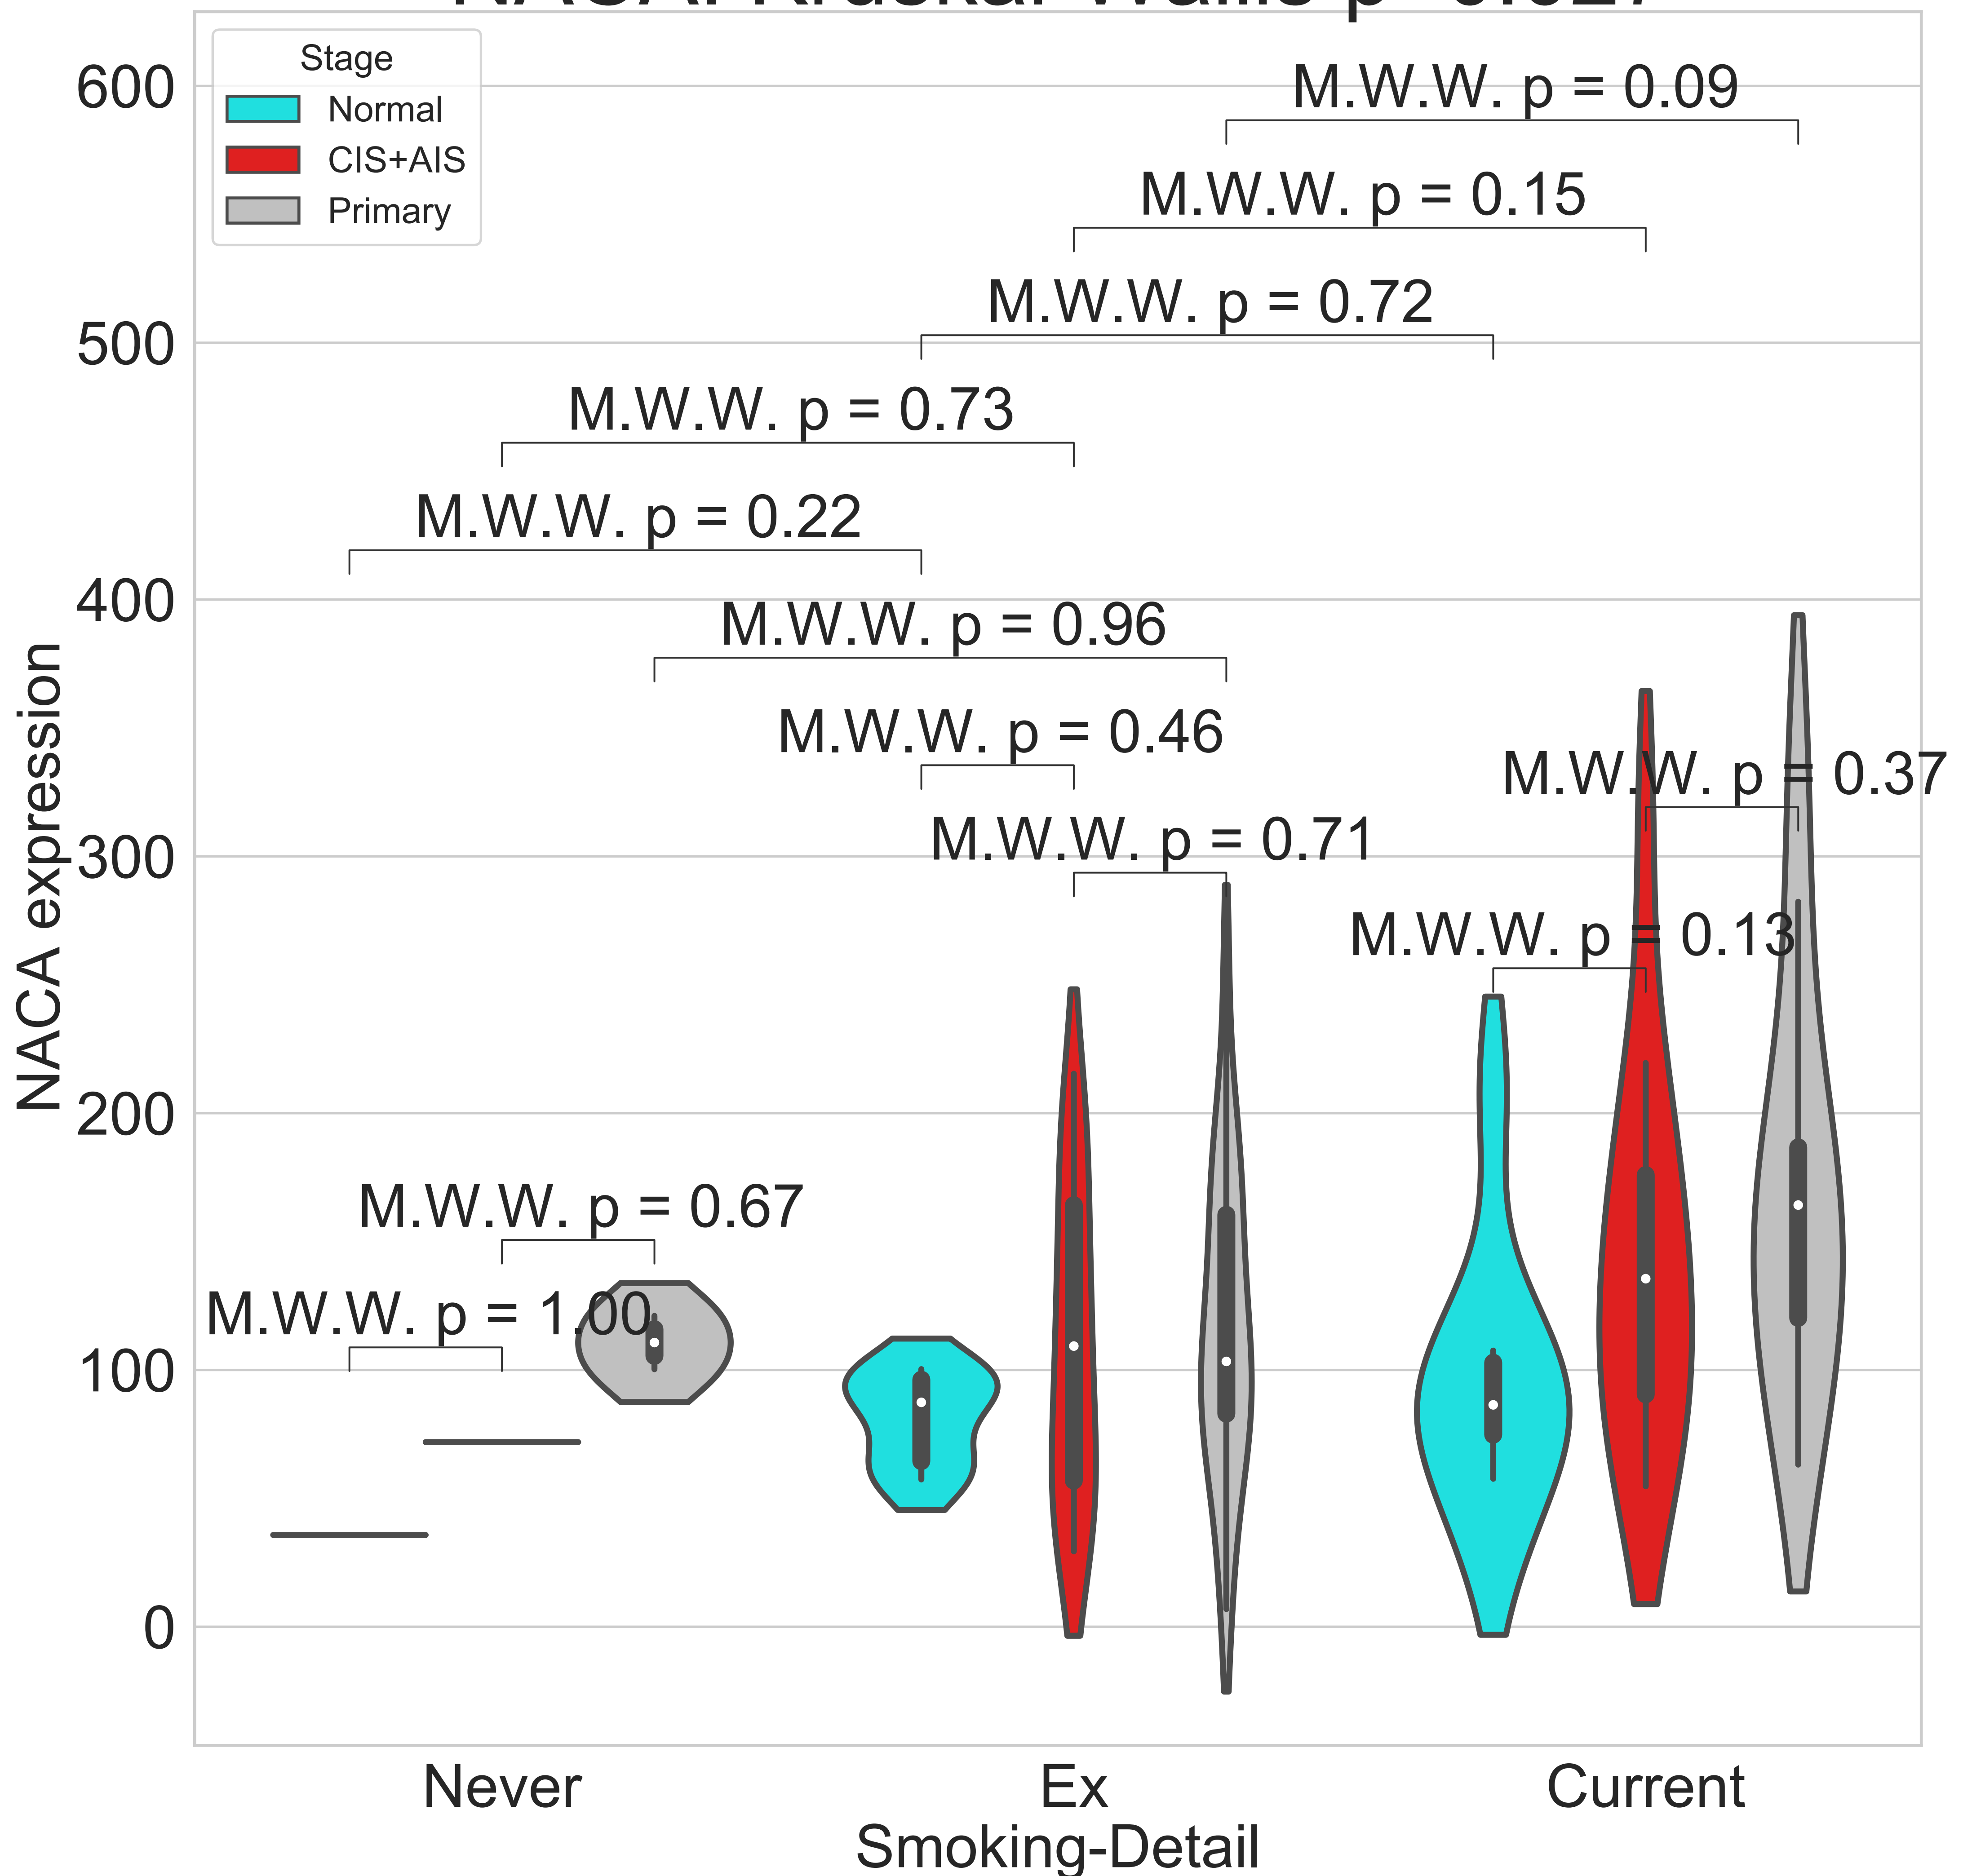 Stage
Normal
CIS+AIS
Primary
600
500
400
300
200
100
0
NACA expression
M.W.W. p = 0.09
M.W.W. p = 0.15
M.W.W. p = 0.72
M.W.W. p = 0.73
M.W.W. p = 0.22
M.W.W. p = 0.96
M.W.W. p = 0.46
M.W.W. p = 0.37
M.W.W. p = 0.71
M.W.W. p = 0.13
M.W.W. p = 0.67
M.W.W. p = 1.00
Never
Ex
Current
Smoking-Detail